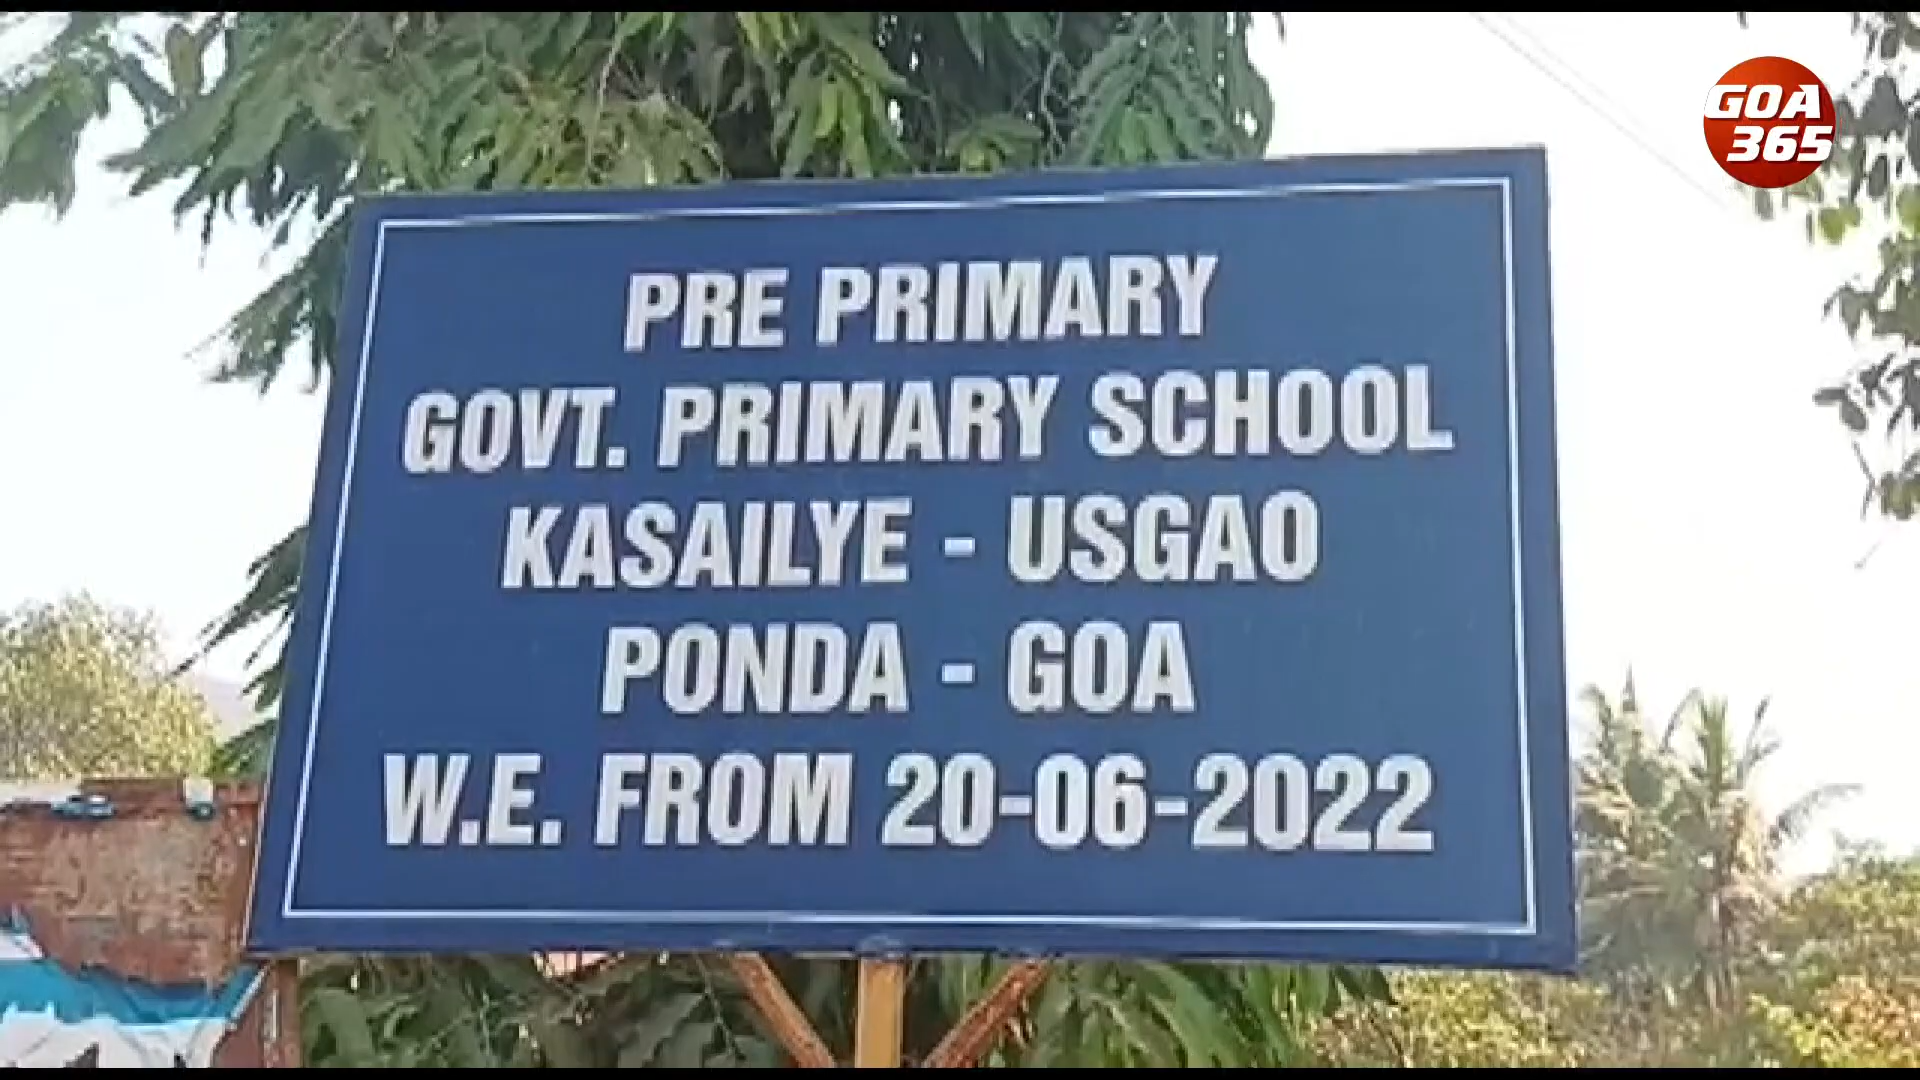 GOA
365
PRE PRIMARY
GOVT. PRIMARY SCHOOL
KASAILYE - USGAO
PONDA - GOA
W.E. FROM 20-06-2022